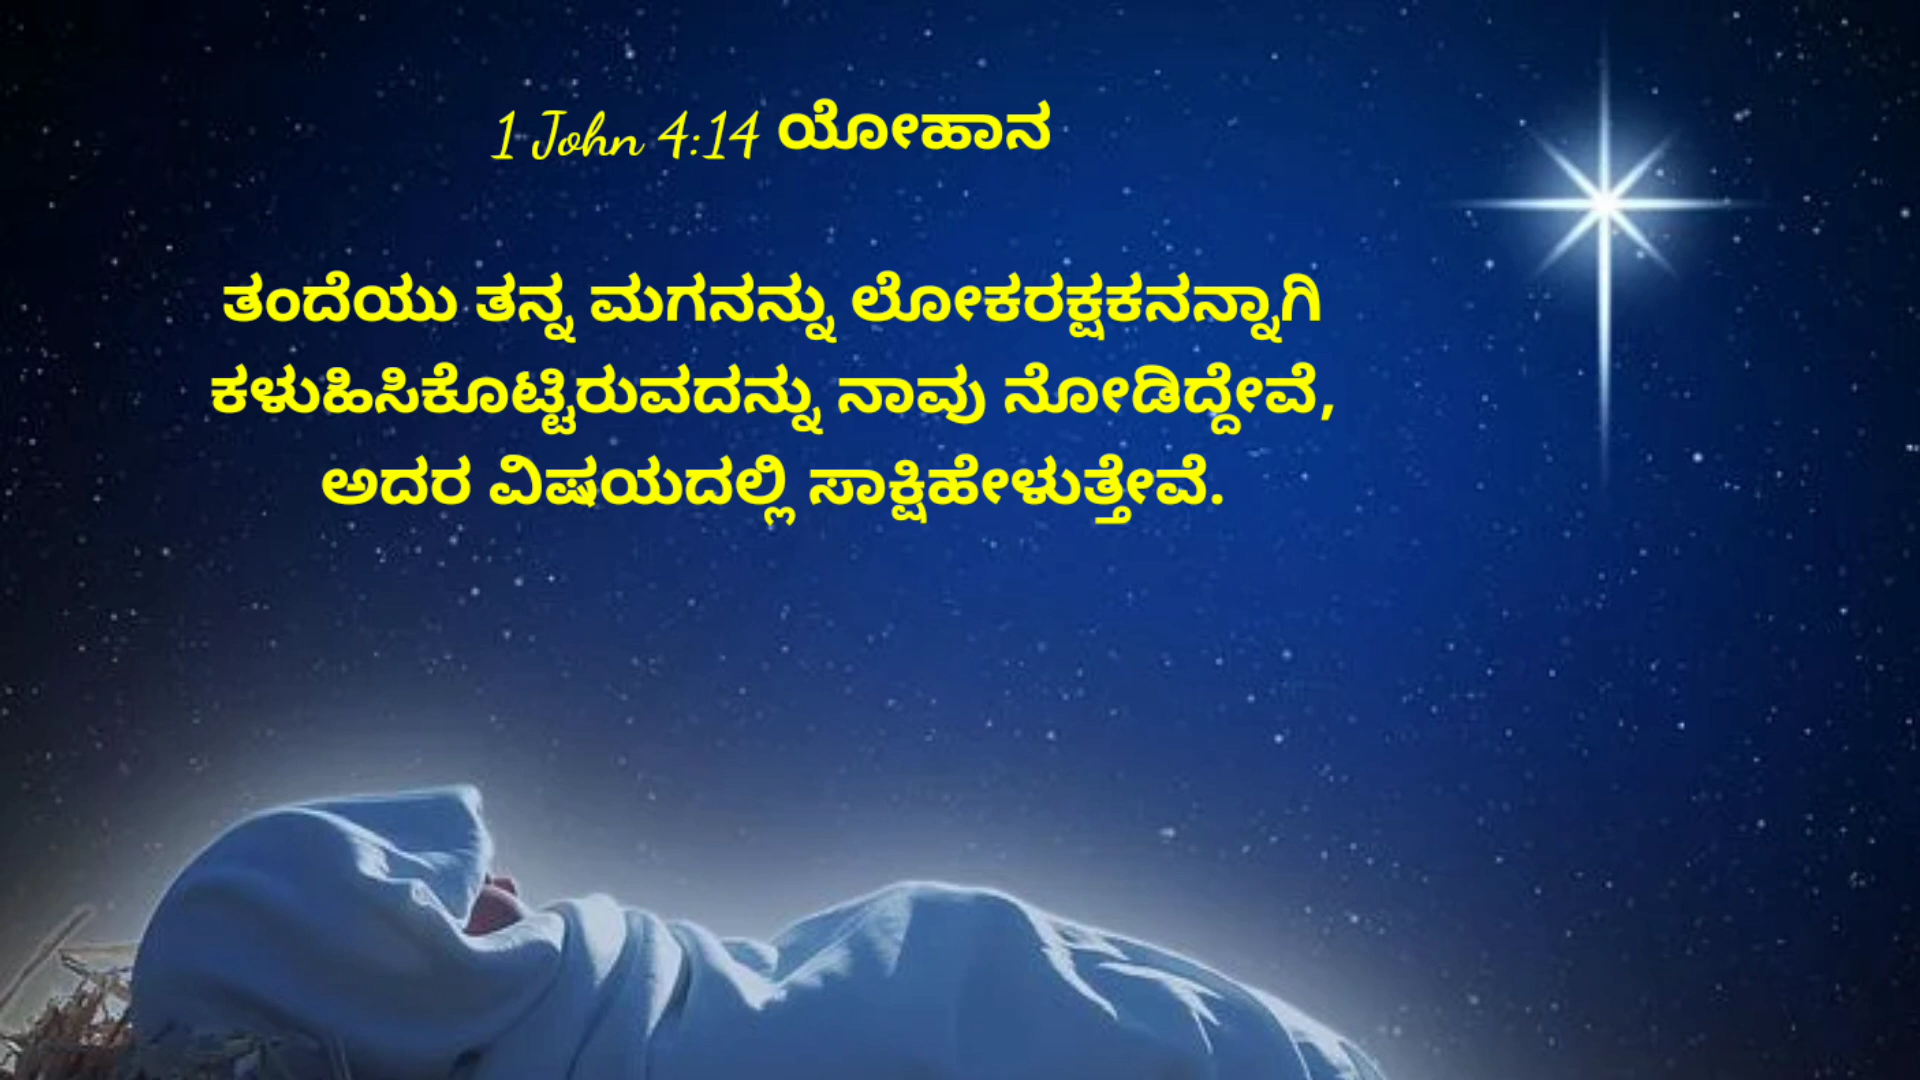 1 John 4:14 ಯೋಹಾನ
ತಂದೆಯು ತನ್ನ ಮಗನನ್ನು ಲೋಕರಕ್ಷಕನನ್ನಾಗಿ
ಕಳುಹಿಸಿಕೊಟ್ಟಿರುವದನ್ನು ನಾವು ನೋಡಿದ್ದೇವೆ,
ಅದರ ವಿಷಯದಲ್ಲಿ ಸಾಕ್ಷಿಹೇಳುತ್ತೇವೆ.